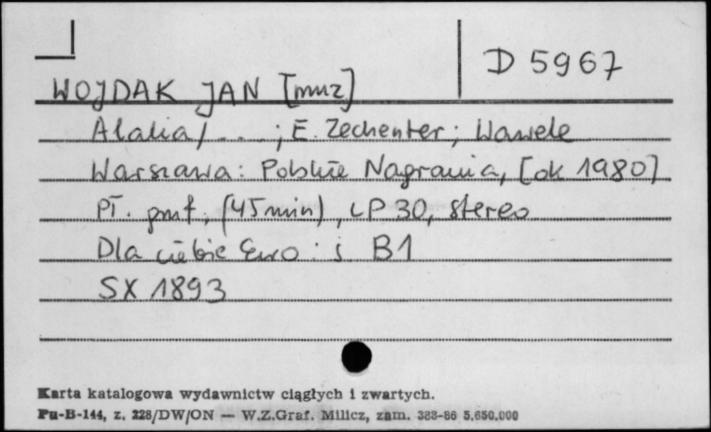 D 5967
WOJDAK JAN [muz]
Alalia / ... ; E. Zechenter ; Wawele
Warszawa : Polskie Nagrania, [ok 1980]
Pł. gmf ; (45 min), LP 30, stereo
Dla ciebie Ewo : s. B1
SX 1893
Karta katalogowa wydawnictw ciągłych i zwartych.
Pu-B-144, z. 228/DW/ON — W.Z.Graf. Milicz, zam. 388-86 5.650.000